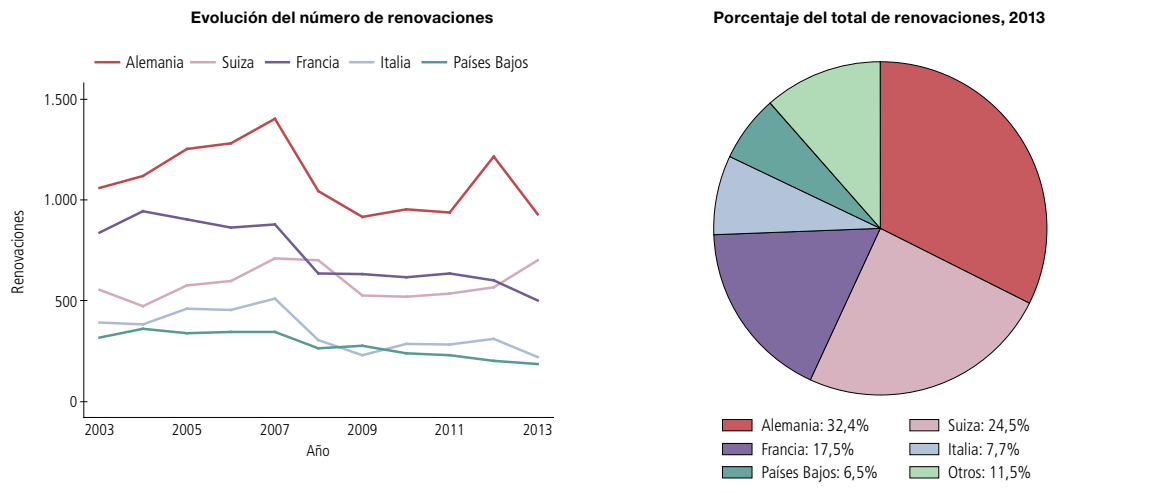 Evolución del número de renovaciones
Alemania Suiza Francia Italia Países Bajos
Renovaciones
1.500
1.000
500
0
2003 2005 2007 2009 2011 2013
Año
Porcentaje del total de renovaciones, 2013
Alemania: 32,4% Suiza: 24,5%
Francia: 17,5% Italia: 7,7%
Países Bajos: 6,5% Otros: 11,5%